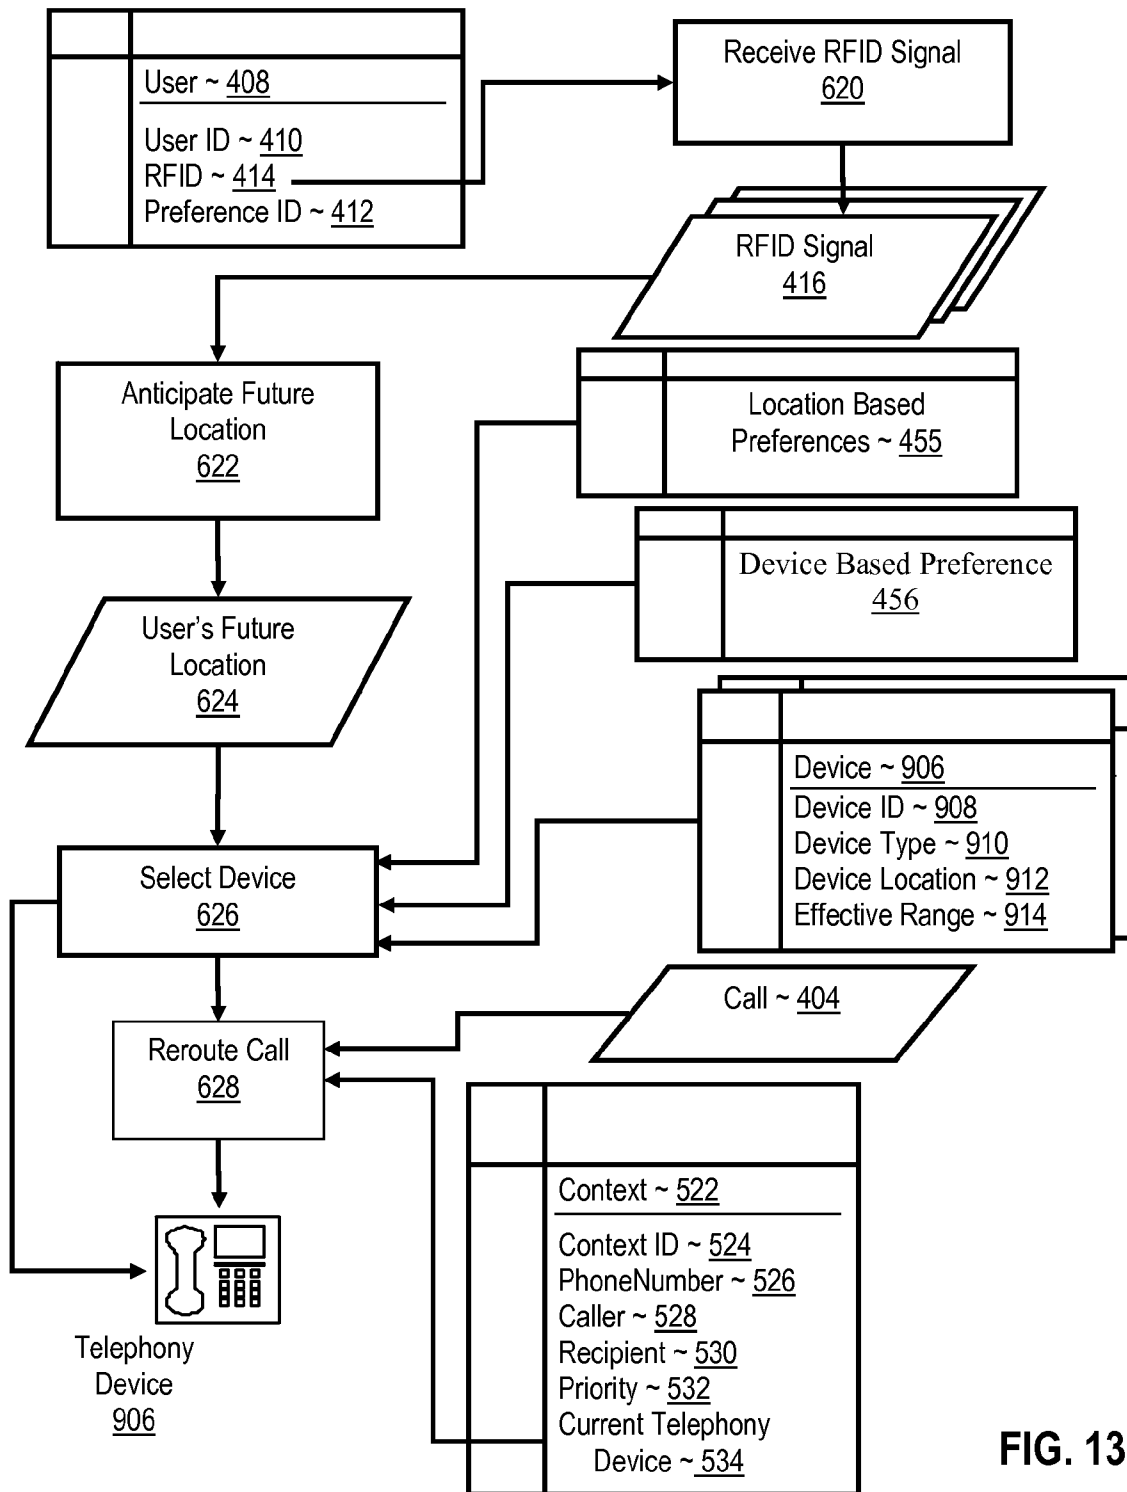 User ~ 408
User ID ~ 410
RFID ~ 414
Preference ID ~ 412
Receive RFID Signal
620
RFID Signal
416
Anticipate Future
Location
622
Location Based
Preferences ~ 455
Device Based Preference
456
User's Future
Location
624
Device ~ 906
Device ID ~ 908
Device Type ~ 910
Device Location ~ 912
Effective Range ~ 914
Select Device
626
Call ~ 404
Reroute Call
628
Context ~ 522
Context ID ~ 524
PhoneNumber ~ 526
Caller ~ 528
Recipient ~ 530
Priority ~ 532
Current Telephony
Device ~ 534
Telephony
Device
906
FIG. 13